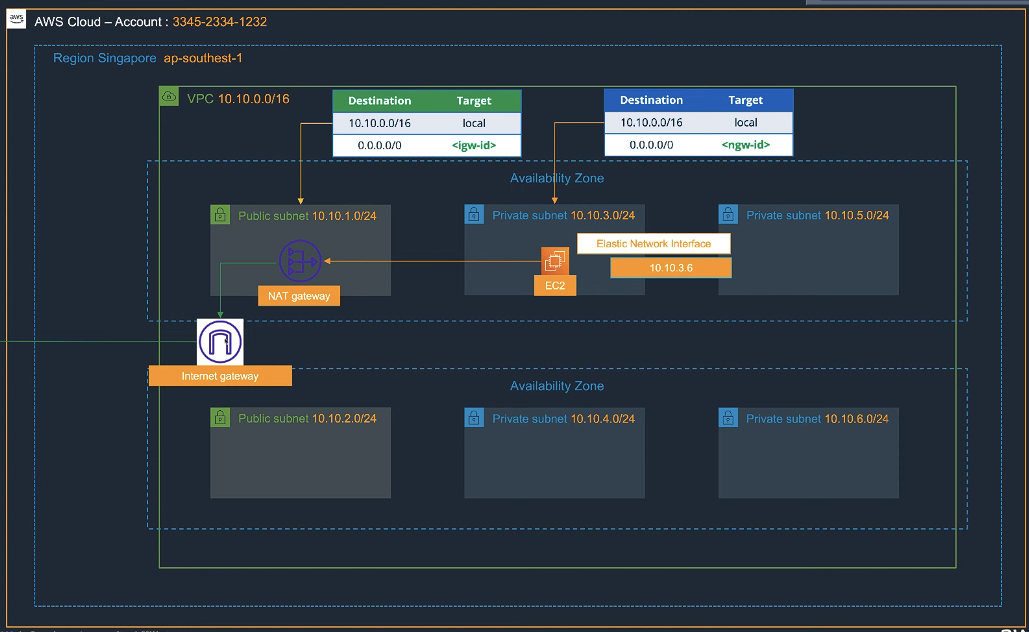 aws
AWS Cloud – Account : 3345-2334-1232
Region Singapore ap-southest-1
VPC 10.10.0.0/16
Destination Target
10.10.0.0/16 local
0.0.0.0/0 <igw-id>
Destination Target
10.10.0.0/16 local
0.0.0.0/0 <ngw-id>
Availability Zone
Public subnet 10.10.1.0/24
Private subnet 10.10.3.0/24
Private subnet 10.10.5.0/24
Elastic Network Interface
10.10.3.6
EC2
NAT gateway
Internet gateway
Availability Zone
Public subnet 10.10.2.0/24
Private subnet 10.10.4.0/24
Private subnet 10.10.6.0/24